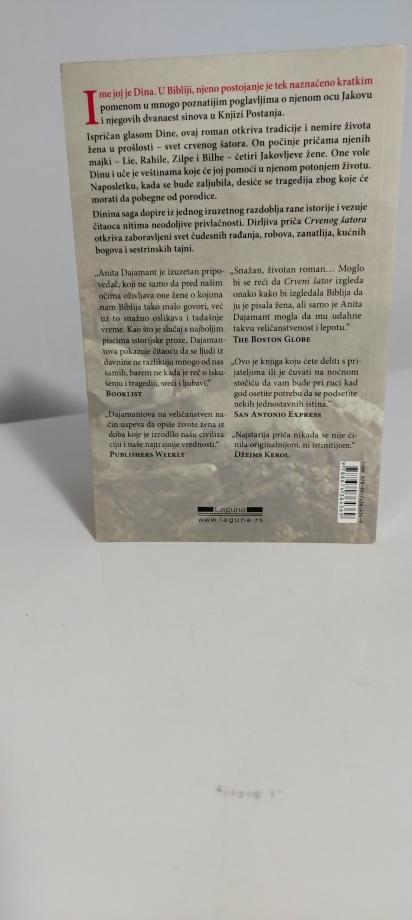 Ime joj je Dina. U Bibliji, njeno postojanje je tek naznačeno kratkim
pomenom u mnogo poznatijim poglavljima o njenom ocu Jakovu
i njegovih dvanaest sinova u Knjizi Postanja.
Ispričan glasom Dine, ovaj roman otkriva tradicije i nemire života
žena u prošlosti – svet crvenog šatora. On počinje pričama njenih
majki – Lie, Rahile, Zilpe i Bilhe – četiri Jakovljeve žene. One vole
Dinu i uče je veštinama koje će joj pomoći u njenom potonjem životu.
Naposletku, kada se bude zaljubila, desiće se tragedija zbog koje će
morati da pobegne od porodice.
Dinina saga dopire iz jednog izuzetnog razdoblja rane istorije i vezuje
čitaoca nitima neodoljive privlačnosti. Dirljiva priča Crvenog šatora
otkriva zaboravljeni svet čudesnih rađanja, robova, zanatlija, kućnih
bogova i sestrinskih tajni.
„Anita Dajamant je izuzetan pripo-
vedač, koji ne samo da pred našim
očima oživljava one žene o kojima
nam Biblija tako malo govori, već
uz to snažno oslikava i tadašnje
vreme. Kao što je slučaj s najboljim
piscima istorijske proze, Dajaman-
tova pokazuje čitaocu da se ljudi iz
davnine ne razlikuju mnogo od nas
samih, barem ne kada je reč o isku-
šenju i tragediji, sreći i ljubavi.”
Booklist
„Dajamantova na veličanstven na-
čin uspeva da opiše živote žena iz
doba koje je izrodilo našu civiliza-
ciju i naše najtrajnije vrednosti.”
Publishers Weekly
„Snažan, životan roman… Moglo
bi se reći da Crveni šator izgleda
onako kako bi izgledala Biblija da
ju je pisala žena, ali samo je Anita
Dajamant mogla da mu udahne
takvu veličanstvenost i lepotu.”
The Boston Globe
„Ovo je knjiga koju ćete deliti s pri-
jateljima ili je čuvati na noćnom
stočiću da vam bude pri ruci kad
god osetite potrebu da se podsetite
nekih jednostavnih istina.”
San Antonio Express
„Najstarija priča nikada se nije či-
nila originalnijom, ni istinitijom.”
Džejms Kerol
Laguna
www.laguna.rs